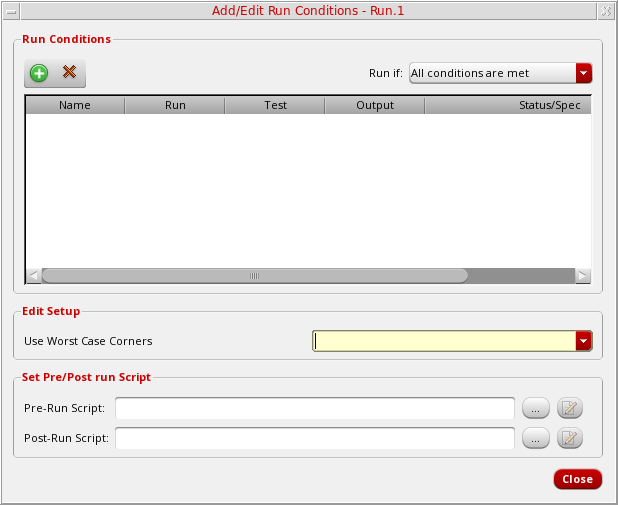 Add/Edit Run Conditions - Run.1
Run Conditions
Run if: All conditions are met
Name Run Test Output Status/Spec
Edit Setup
Use Worst Case Corners
Set Pre/Post run Script
Pre-Run Script: ...
Post-Run Script: ...
Close